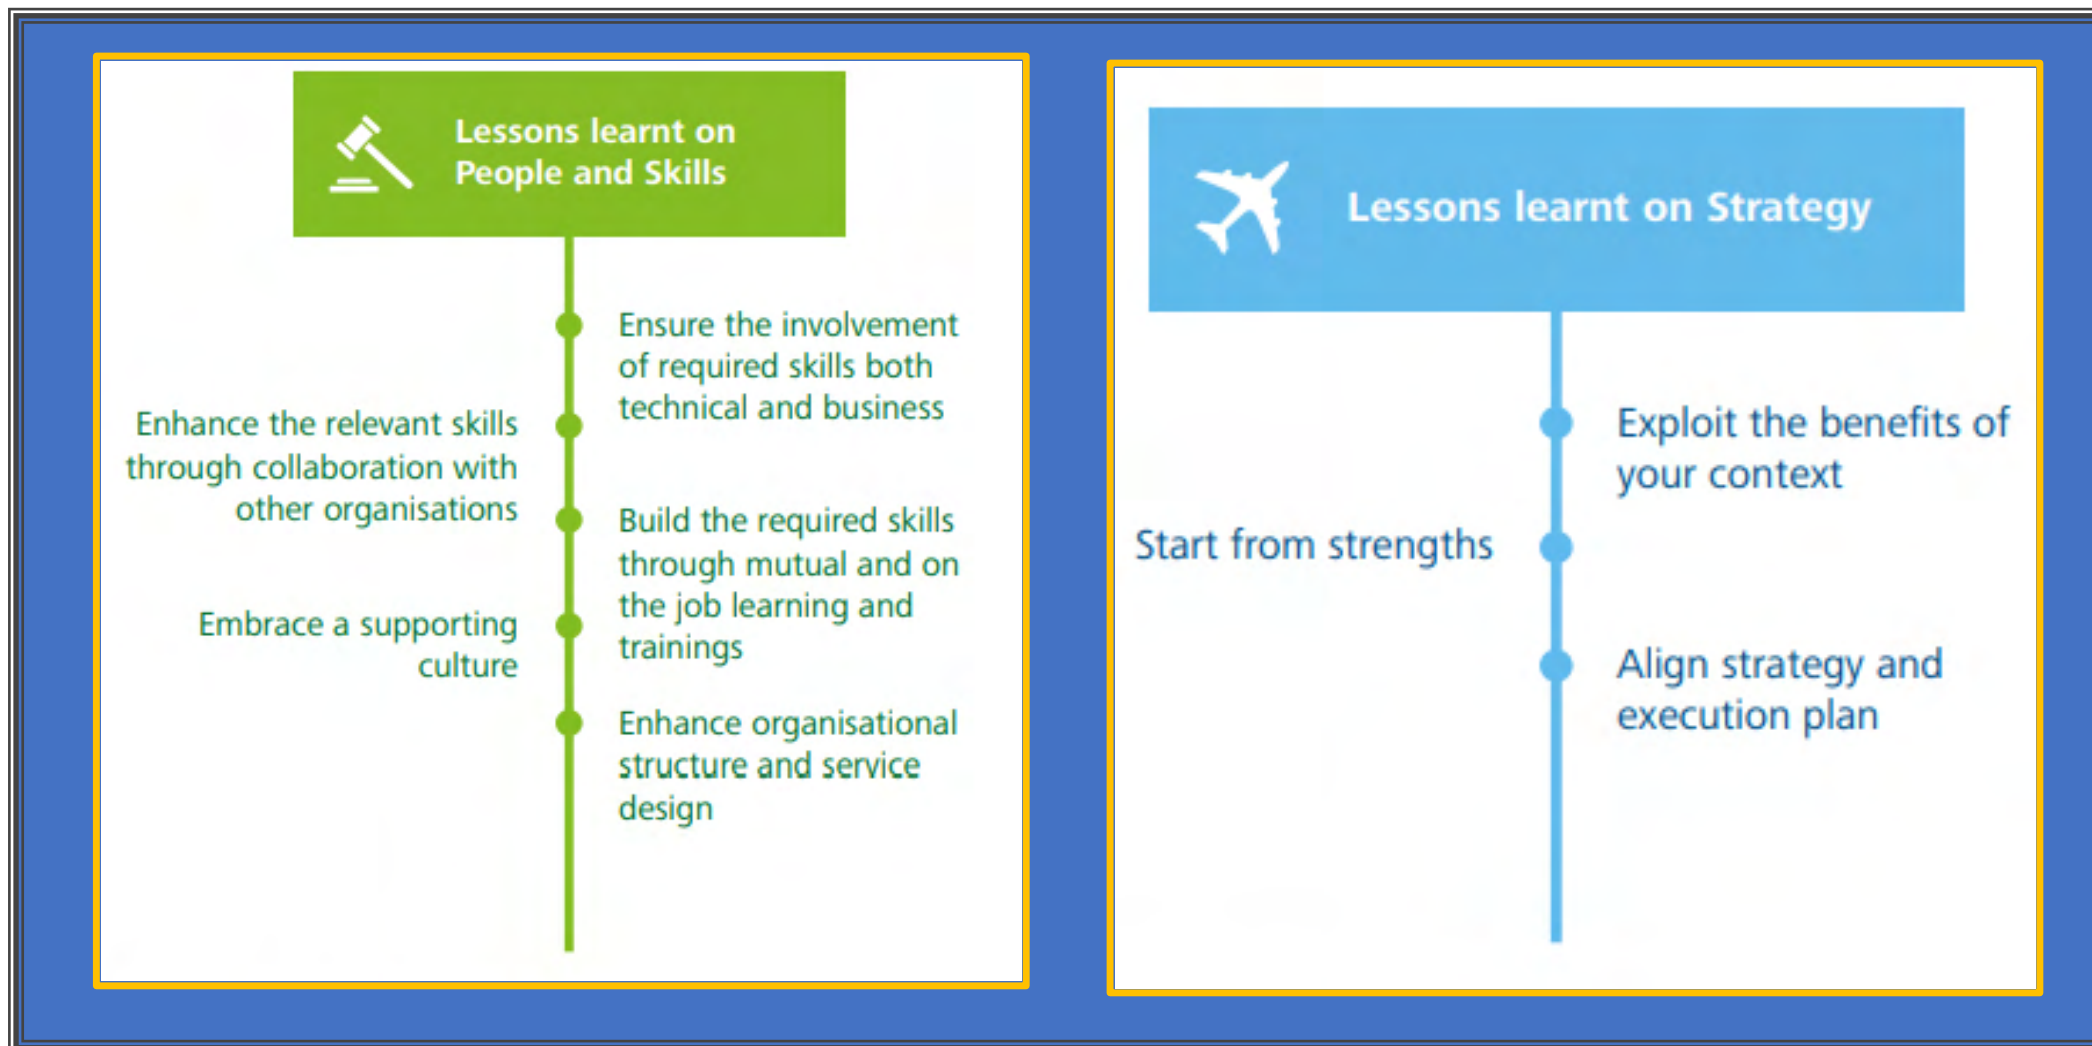 Lessons learnt on
People and Skills
Ensure the involvement
of required skills both
technical and business
Enhance the relevant skills
through collaboration with
other organisations
Build the required skills
through mutual and on
the job learning and
trainings
Embrace a supporting
culture
Enhance organisational
structure and service
design
Lessons learnt on Strategy
Exploit the benefits of
your context
Start from strengths
Align strategy and
execution plan